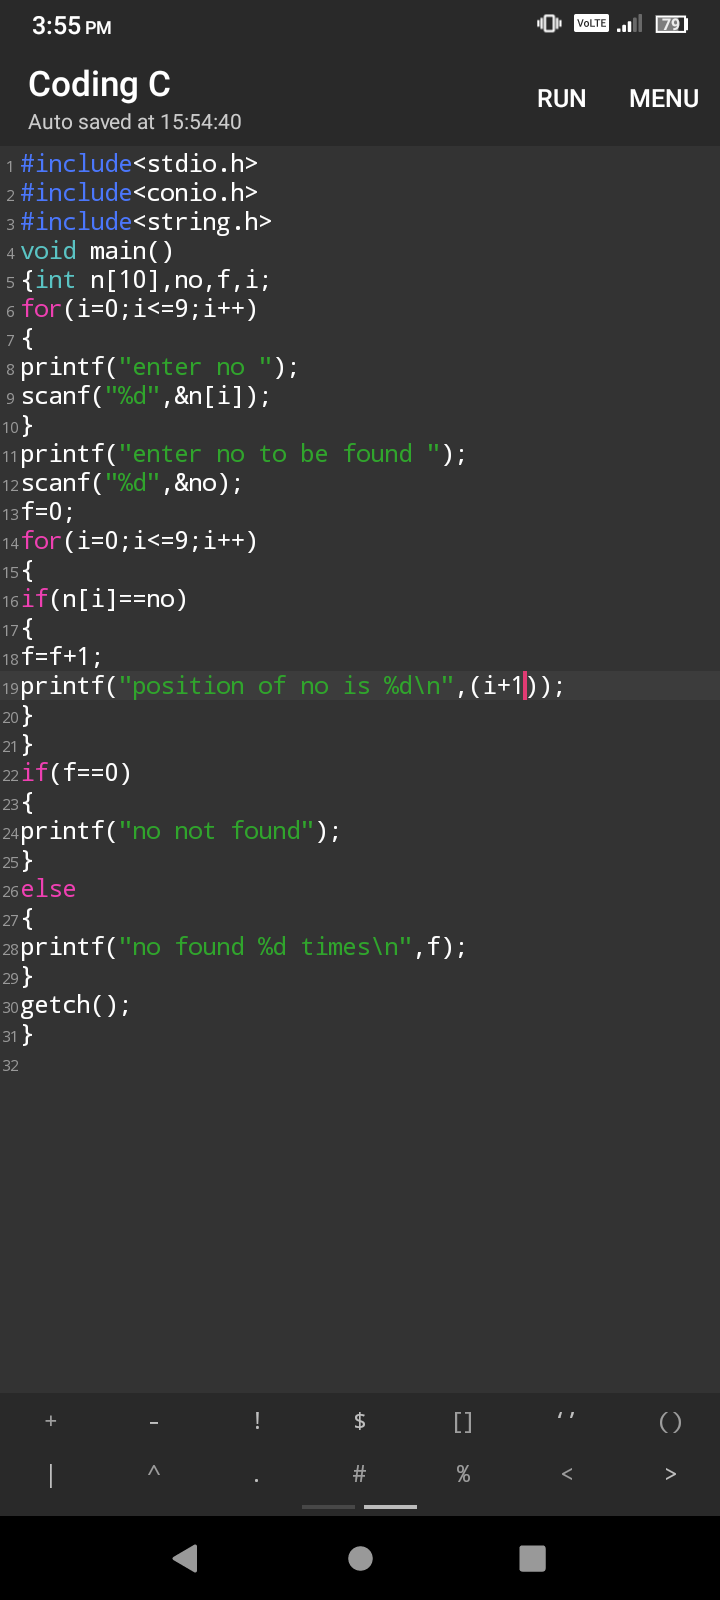 3:55 PM VoLTE 79
Coding C
RUN MENU
Auto saved at 15:54:40
1 #include<stdio.h>
2 #include<conio.h>
3 #include<string.h>
4 void main()
5 {int n[10],no,f,i;
6 for(i=0;i<=9;i++)
7 {
8 printf("enter no ");
9 scanf("%d",&n[i]);
10 }
11 printf("enter no to be found ");
12 scanf("%d",&no);
13 f=0;
14 for(i=0;i<=9;i++)
15 {
16 if(n[i]==no)
17 {
18 f=f+1;
19 printf("position of no is %d\n",(i+1));
20 }
21 }
22 if(f==0)
23 {
24 printf("no not found");
25 }
26 else
27 {
28 printf("no found %d times\n",f);
29 }
30 getch();
31 }
32
+ - ! $ [] ‘’ ()
| ^ . # % < >